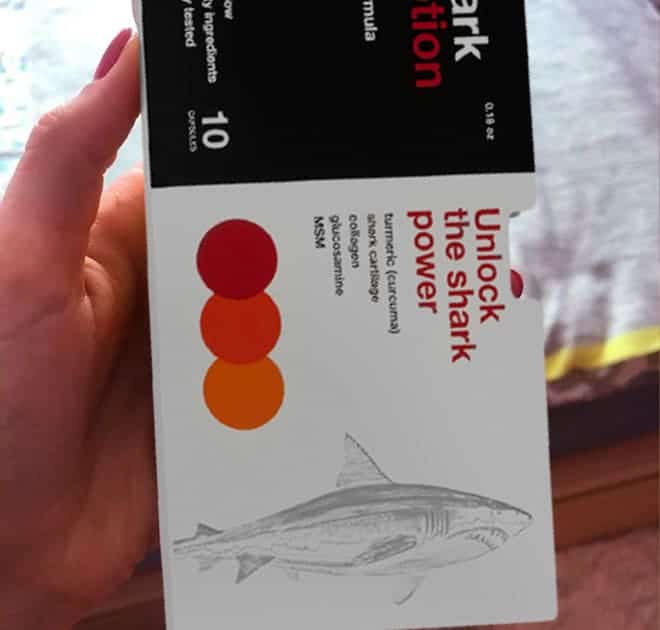 ark
tion
mula
0.19 oz
ow
ingredients
tested
10
CAPSULES
Unlock
the shark
power
turmeric (curcuma)
shark cartilage
collagen
glucosamine
MSM